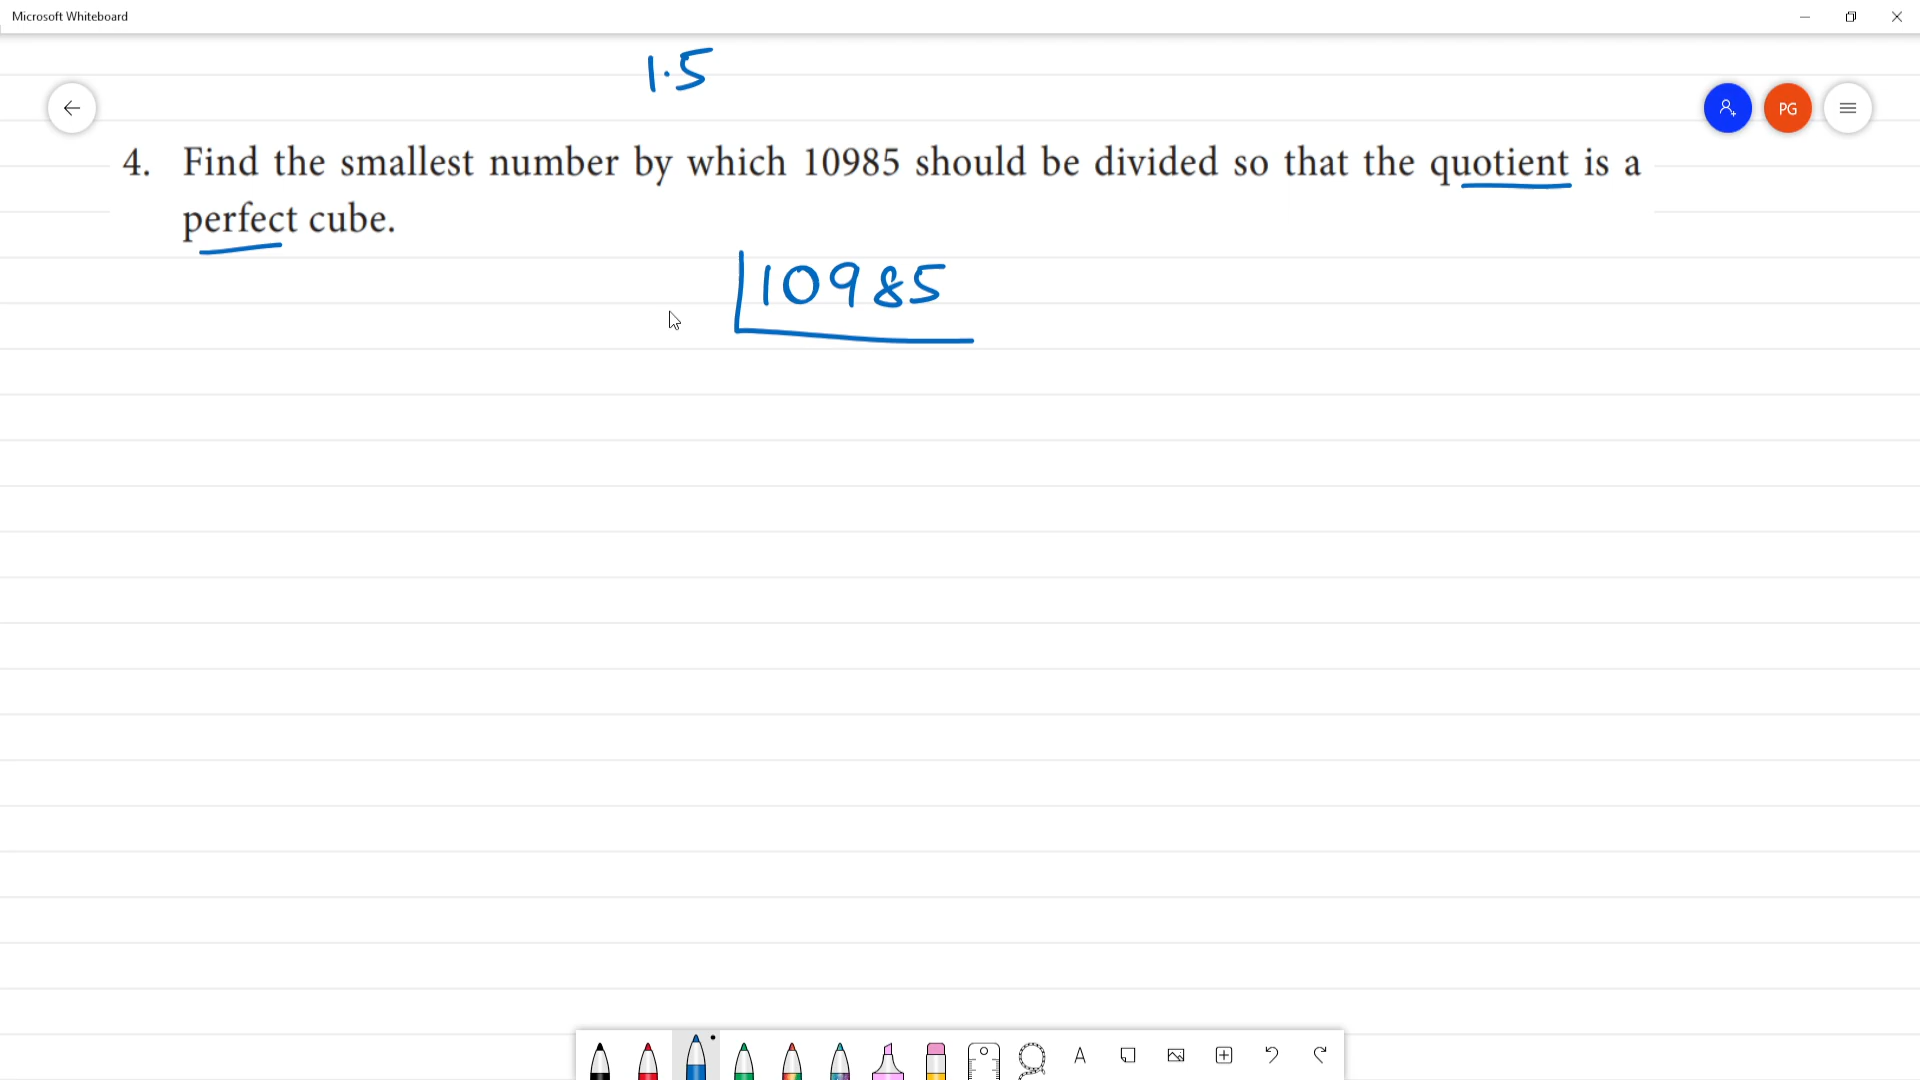 Microsoft Whiteboard
1.5
PG
4. Find the smallest number by which 10985 should be divided so that the quotient is a
perfect cube.
10985
A